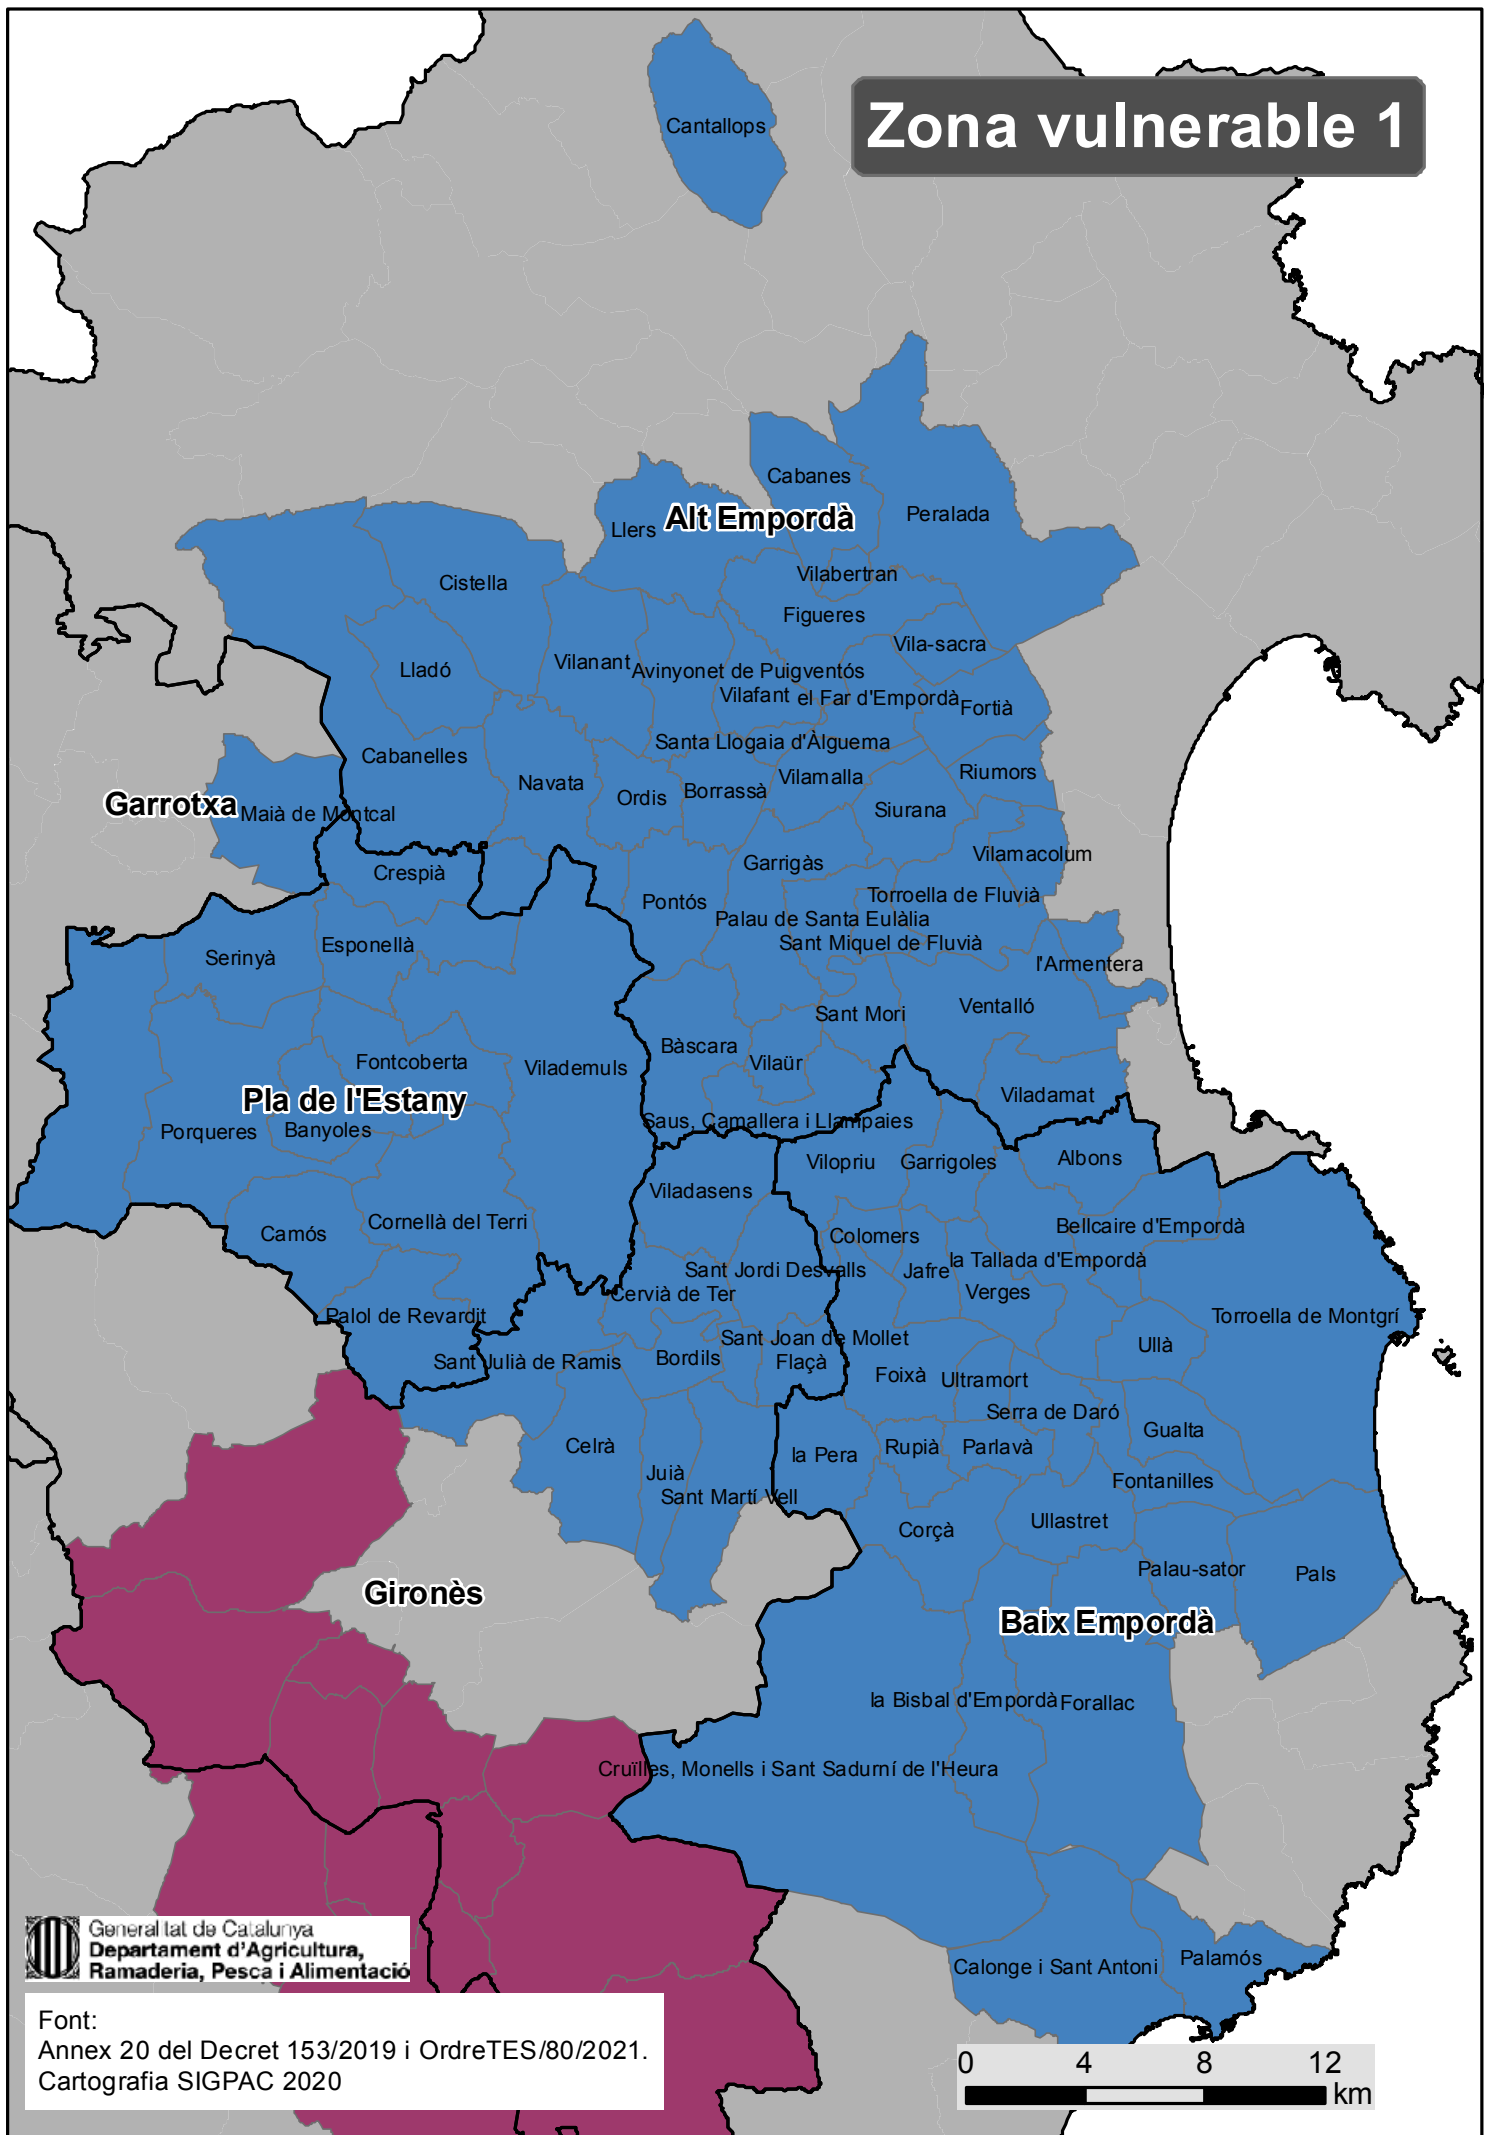 Cantallops
Zona vulnerable 1
Cabanes
Peralada
Llers
Alt Empordà
Vilabertran
Cistella
Figueres
Vila-sacra
Lladó
Vilanant
Avinyonet de Puigventós
Vilafant
el Far d'Empordà
Fortià
Santa Llogaia d'Àlguema
Cabanelles
Navata
Ordis
Borrassà
Vilamalla
Riumors
Siurana
Garrotxa
Maià de Montcal
Vilamacolum
Garrigàs
Crespià
Pontós
Torroella de Fluvià
Palau de Santa Eulàlia
Sant Miquel de Fluvià
Serinyà
Esponellà
l'Armentera
Ventalló
Sant Mori
Bàscara
Vilaür
Fontcoberta
Vilademuls
Viladamat
Pla de l'Estany
Porqueres
Banyoles
Saus, Camallera i Llampaies
Vilopriu
Garrigoles
Albons
Viladasens
Camós
Cornellà del Terri
Colomers
Bellcaire d'Empordà
Sant Jordi Desvalls
Jafre
la Tallada d'Empordà
Cervià de Ter
Verges
Palol de Revardit
Torroella de Montgrí
Sant Joan de Mollet
Ullà
Sant Julià de Ramis
Bordils
Flaçà
Foixà
Ultramort
Serra de Daró
Gualta
Celrà
la Pera
Rupià
Parlavà
Juià
Fontanilles
Sant Martí Vell
Corçà
Ullastret
Palau-sator
Pals
Gironès
Baix Empordà
la Bisbal d'Empordà
Forallac
Cruïlles, Monells i Sant Sadurní de l'Heura
Calonge i Sant Antoni
Palamós
Generalitat de Catalunya
Departament d'Agricultura,
Ramaderia, Pesca i Alimentació
Font:
Annex 20 del Decret 153/2019 i OrdreTES/80/2021.
Cartografia SIGPAC 2020
0 4 8 12
km